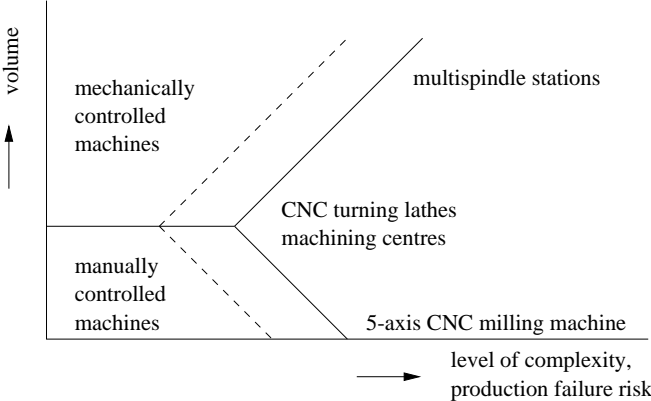 volume
mechanically
controlled
machines
multispindle stations
CNC turning lathes
machining centres
manually
controlled
machines
5-axis CNC milling machine
level of complexity,
production failure risk